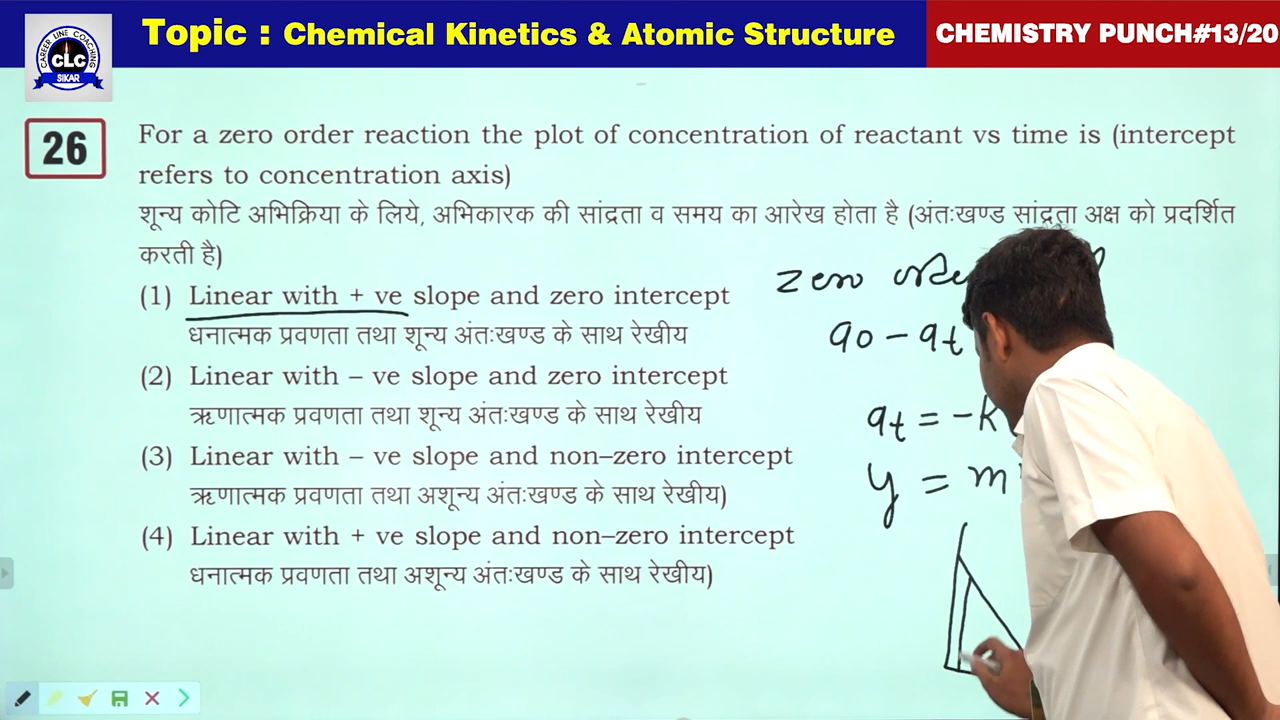 CAREER LINE COACHING
CLC
SIKAR
Topic : Chemical Kinetics & Atomic Structure
CHEMISTRY PUNCH#13/20
26
For a zero order reaction the plot of concentration of reactant vs time is (intercept
refers to concentration axis)
शून्य कोटि अभिक्रिया के लिये, अभिकारक की सांद्रता व समय का आरेख होता है (अंतःखण्ड सांद्रता अक्ष को प्रदर्शित
करती है)
(1) Linear with + ve slope and zero intercept
धनात्मक प्रवणता तथा शून्य अंतःखण्ड के साथ रेखीय
(2) Linear with – ve slope and zero intercept
ऋणात्मक प्रवणता तथा शून्य अंतःखण्ड के साथ रेखीय
(3) Linear with – ve slope and non–zero intercept
ऋणात्मक प्रवणता तथा अशून्य अंतःखण्ड के साथ रेखीय)
(4) Linear with + ve slope and non–zero intercept
धनात्मक प्रवणता तथा अशून्य अंतःखण्ड के साथ रेखीय)
zero
a0 – at
at = –K
y = m